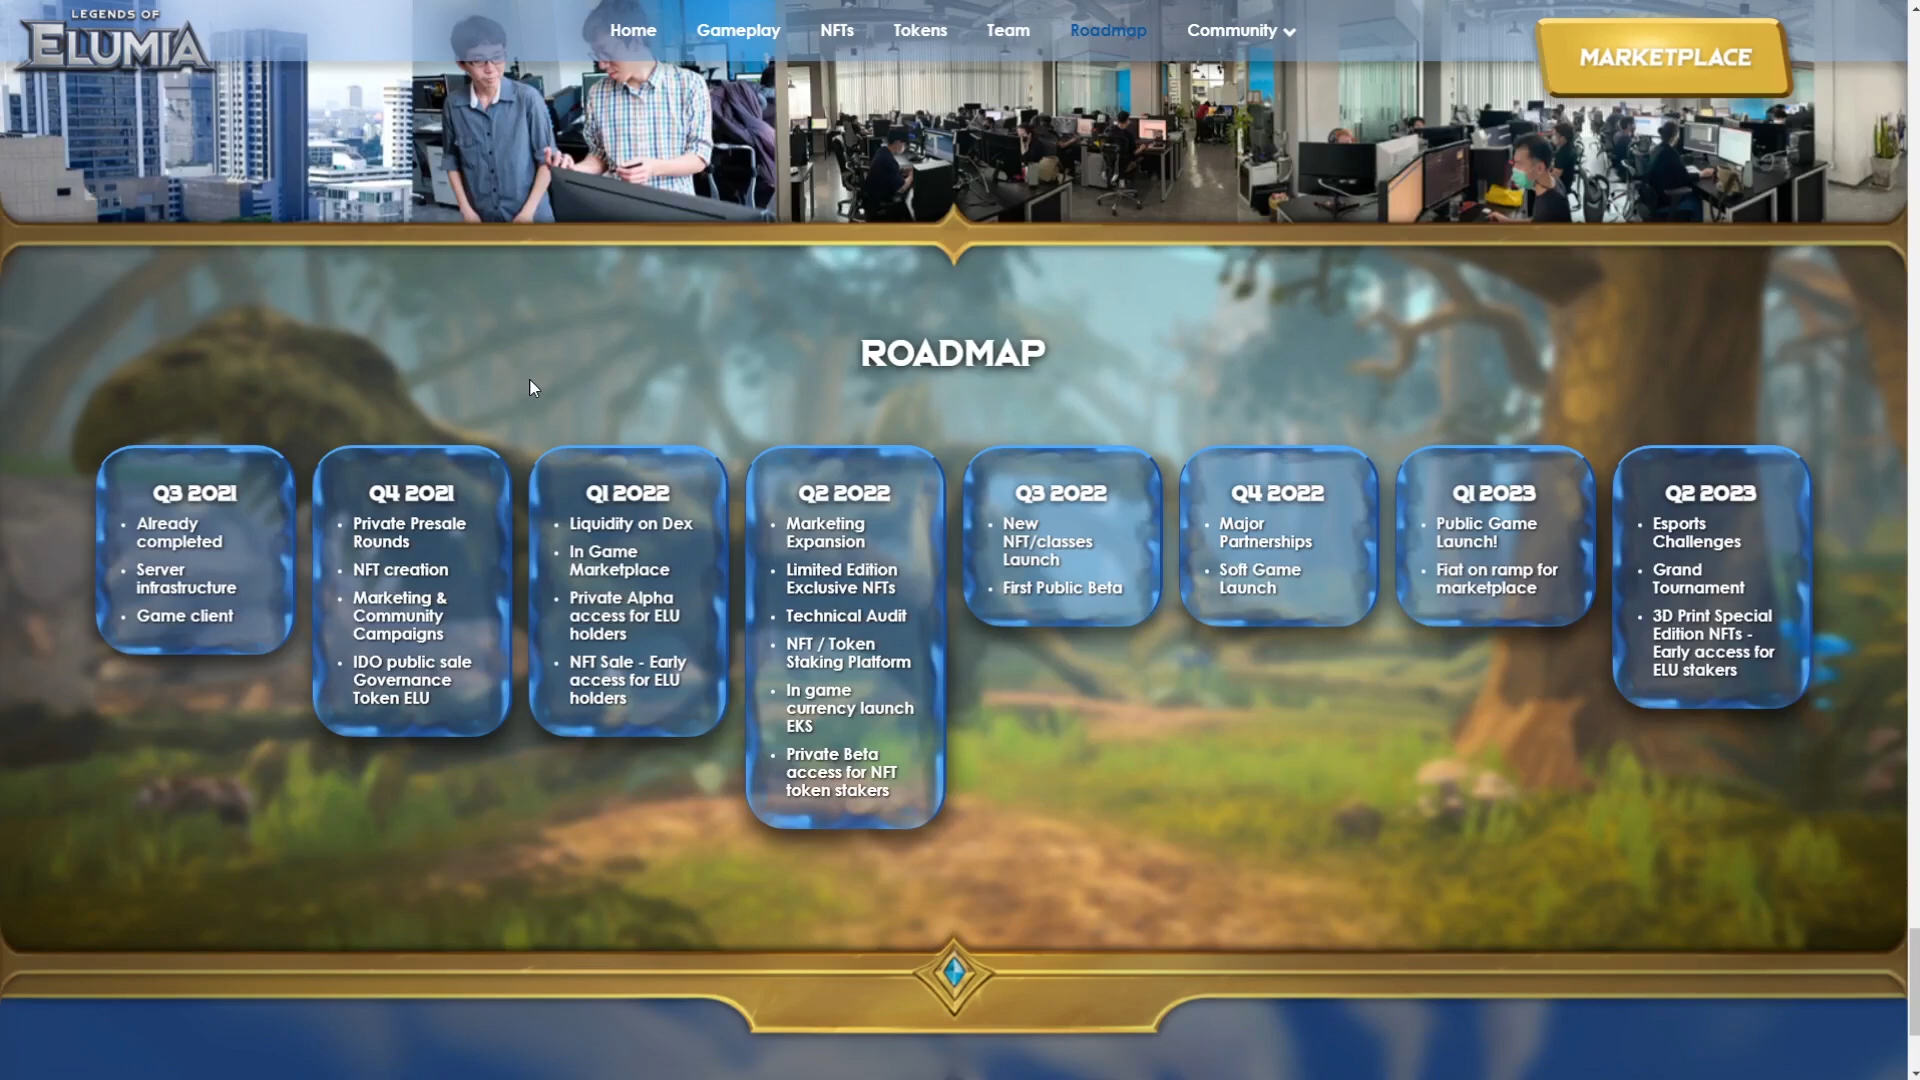 LEGENDS OF
ELUMIA
Home
Gameplay
NFTs
Tokens
Team
Roadmap
Community
MARKETPLACE
ROADMAP
Q3 2021
• Already
completed
• Server
infrastructure
• Game client
Q4 2021
• Private Presale
Rounds
• NFT creation
• Marketing &
Community
Campaigns
• IDO public sale
Governance
Token ELU
Q1 2022
• Liquidity on Dex
• In Game
Marketplace
• Private Alpha
access for ELU
holders
• NFT Sale - Early
access for ELU
holders
Q2 2022
• Marketing
Expansion
• Limited Edition
Exclusive NFTs
• Technical Audit
• NFT / Token
Staking Platform
• In game
currency launch
EKS
• Private Beta
access for NFT
token stakers
Q3 2022
• New
NFT/classes
Launch
• First Public Beta
Q4 2022
• Major
Partnerships
• Soft Game
Launch
Q1 2023
• Public Game
Launch!
• Fiat on ramp for
marketplace
Q2 2023
• Esports
Challenges
• Grand
Tournament
• 3D Print Special
Edition NFTs -
Early access for
ELU stakers